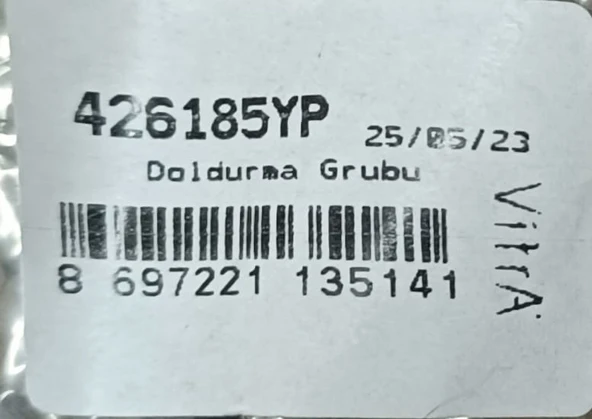 426185YP
25/05/23
Doldurma Grubu
8 697221 135141
VitrA